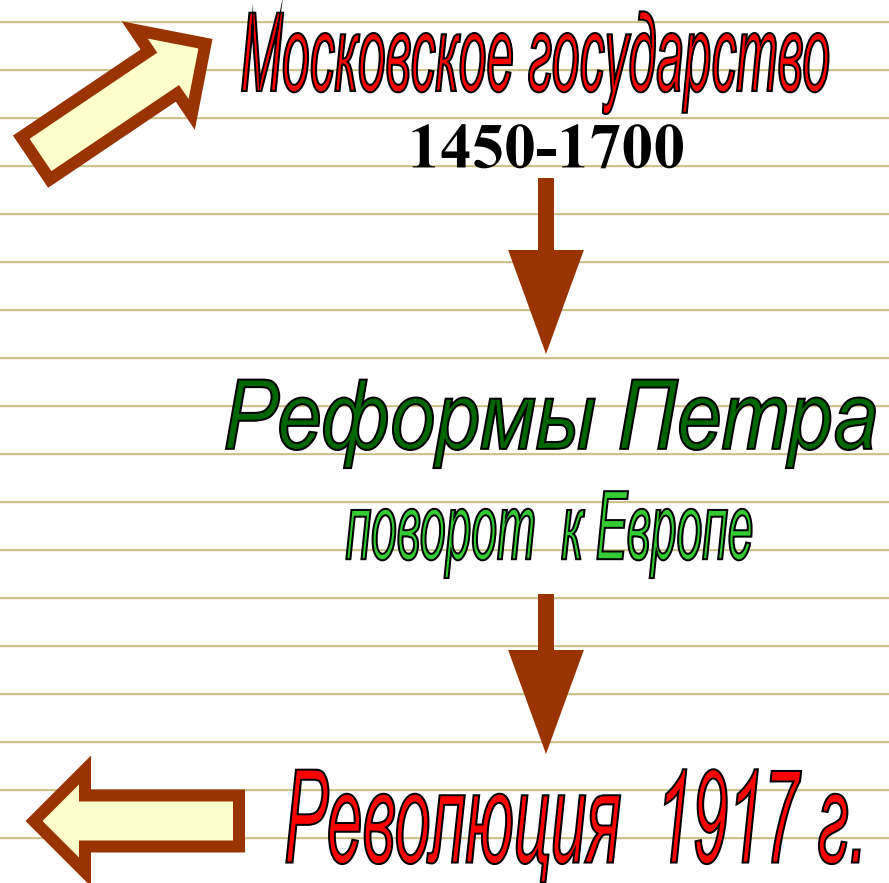 Московское государство
1450-1700
Реформы Петра
поворот к Европе
Революция 1917 г.